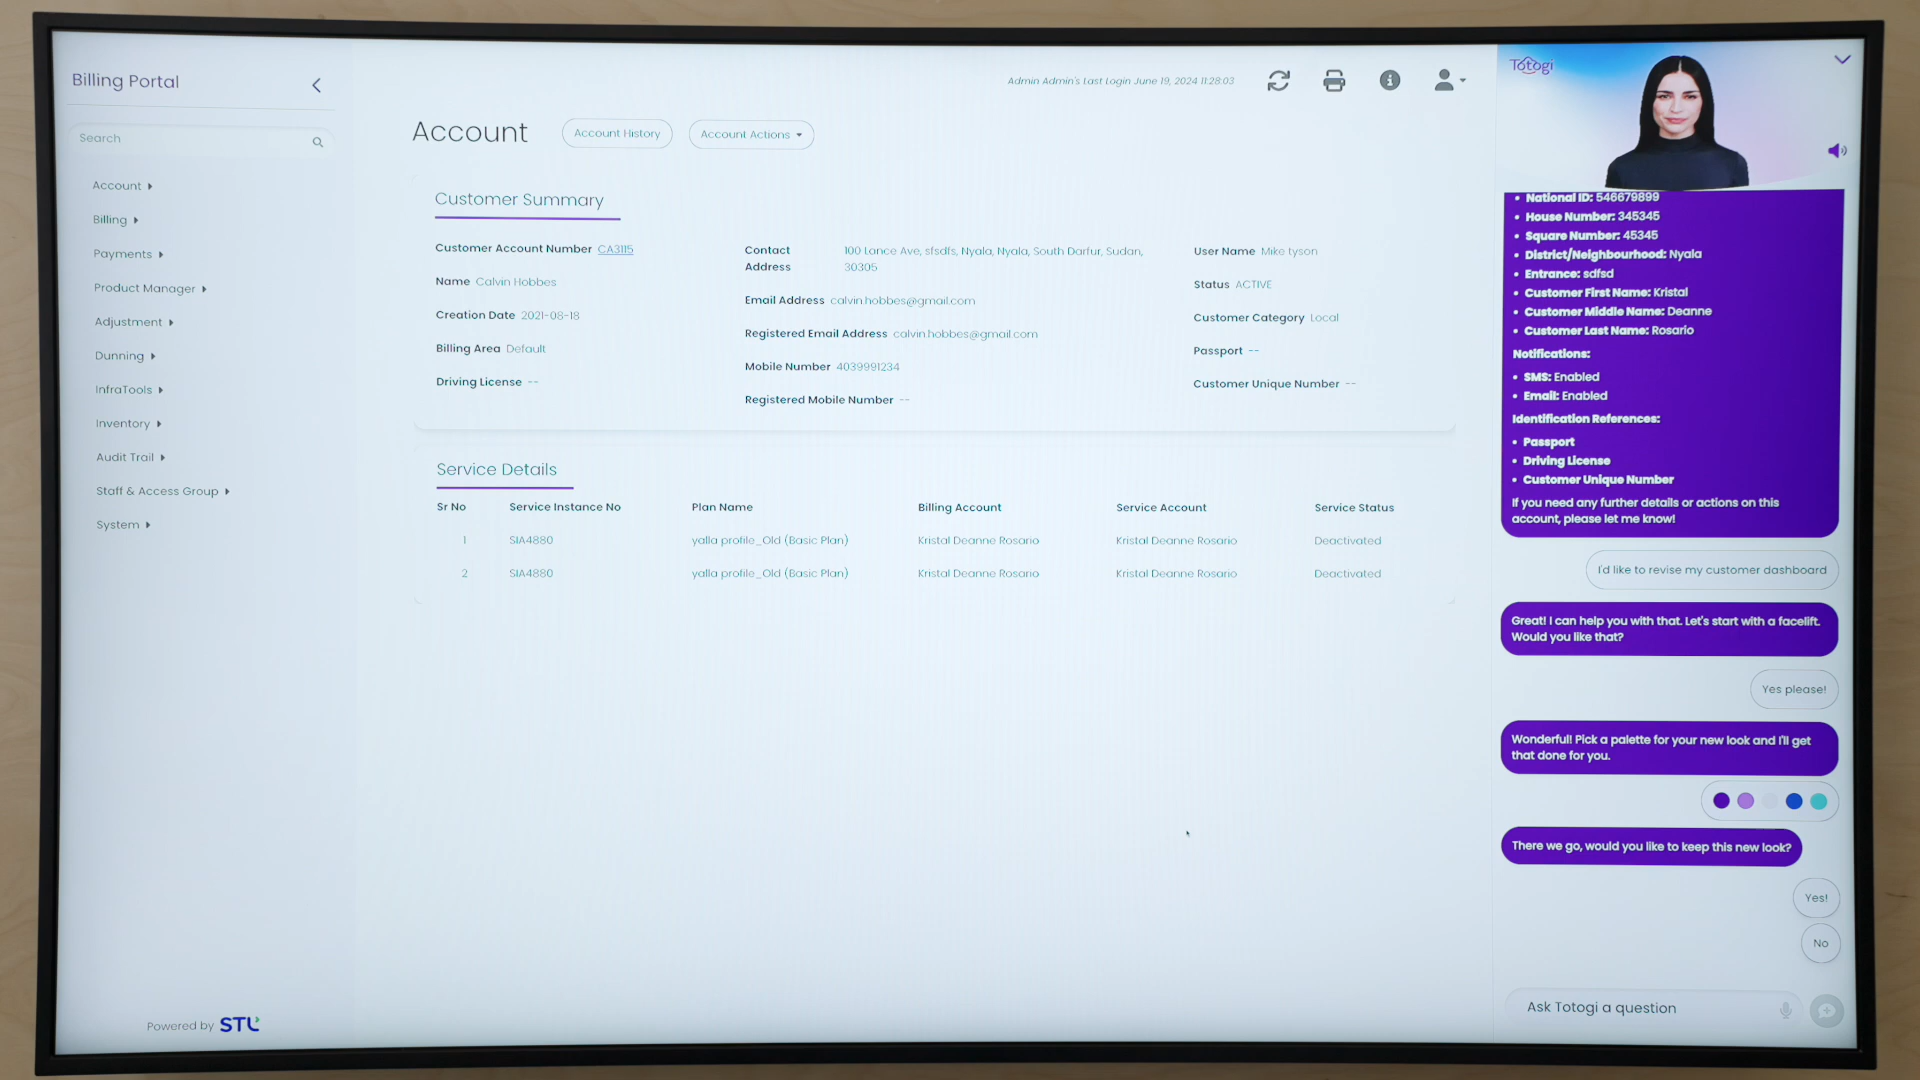 Billing Portal
Search
Account
Billing
Payments
Product Manager
Adjustment
Dunning
InfraTools
Inventory
Audit Trail
Staff & Access Group
System
Powered by STL
Admin Admin's Last Login June 19, 2024 11:28:03
Account
Account History
Account Actions
Customer Summary
Customer Account Number CA3115
Name Calvin Hobbes
Creation Date 2021-08-18
Billing Area Default
Driving License --
Contact Address 100 Lance Ave, sfsdfs, Nyala, Nyala, South Darfur, Sudan,
30305
Email Address calvin.hobbes@gmail.com
Registered Email Address calvin.hobbes@gmail.com
Mobile Number 4039991234
Registered Mobile Number --
User Name Mike tyson
Status ACTIVE
Customer Category Local
Passport --
Customer Unique Number --
Service Details
Sr No Service Instance No Plan Name Billing Account Service Account Service Status
1 SIA4880 yalla profile_Old (Basic Plan) Kristal Deanne Rosario Kristal Deanne Rosario Deactivated
2 SIA4880 yalla profile_Old (Basic Plan) Kristal Deanne Rosario Kristal Deanne Rosario Deactivated
Totogi
• National ID: 546679899
• House Number: 345345
• Square Number: 45345
• District/Neighbourhood: Nyala
• Entrance: sdfsd
• Customer First Name: Kristal
• Customer Middle Name: Deanne
• Customer Last Name: Rosario
Notifications:
• SMS: Enabled
• Email: Enabled
Identification References:
• Passport
• Driving License
• Customer Unique Number
If you need any further details or actions on this
account, please let me know!
I'd like to revise my customer dashboard
Great! I can help you with that. Let's start with a facelift.
Would you like that?
Yes please!
Wonderful! Pick a palette for your new look and I'll get
that done for you.
There we go, would you like to keep this new look?
Yes!
No
Ask Totogi a question